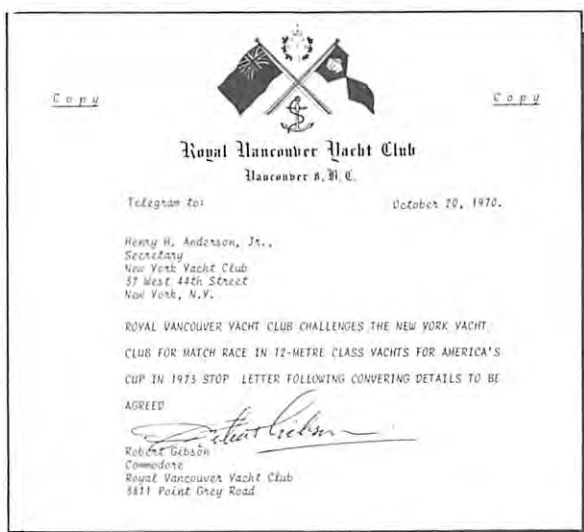 Copy Copy
Royal Vancouver Yacht Club
Vancouver 8, B. C.
Telegram to: October 20, 1970.
Henry H. Anderson, Jr.,
Secretary
New York Yacht Club
37 West 44th Street
New York, N.Y.
ROYAL VANCOUVER YACHT CLUB CHALLENGES THE NEW YORK YACHT
CLUB FOR MATCH RACE IN 12-METRE CLASS YACHTS FOR AMERICA'S
CUP IN 1973 STOP LETTER FOLLOWING CONVERING DETAILS TO BE
AGREED
Robert Gibson
Robert Gibson
Commodore
Royal Vancouver Yacht Club
3811 Point Grey Road